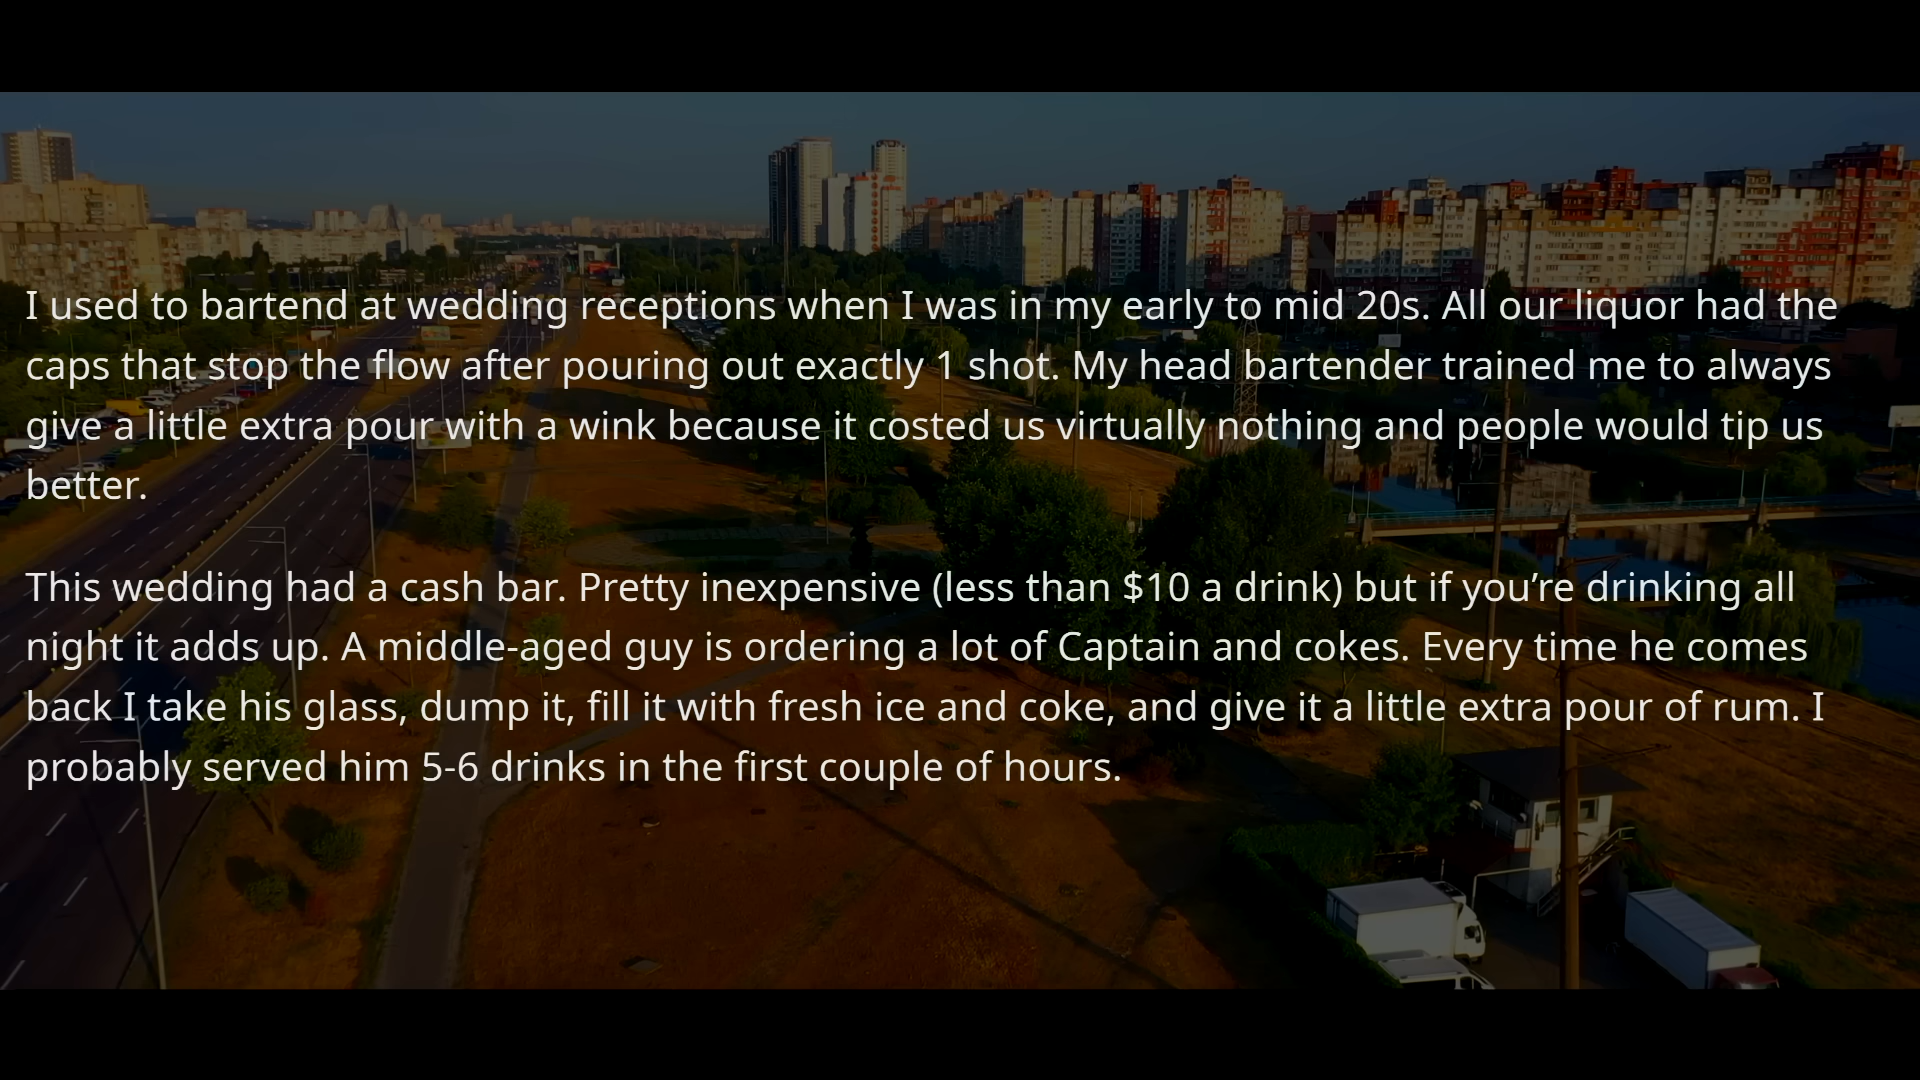 I used to bartend at wedding receptions when I was in my early to mid 20s. All our liquor had the
caps that stop the flow after pouring out exactly 1 shot. My head bartender trained me to always
give a little extra pour with a wink because it costed us virtually nothing and people would tip us
better.
This wedding had a cash bar. Pretty inexpensive (less than $10 a drink) but if you’re drinking all
night it adds up. A middle-aged guy is ordering a lot of Captain and cokes. Every time he comes
back I take his glass, dump it, fill it with fresh ice and coke, and give it a little extra pour of rum. I
probably served him 5-6 drinks in the first couple of hours.